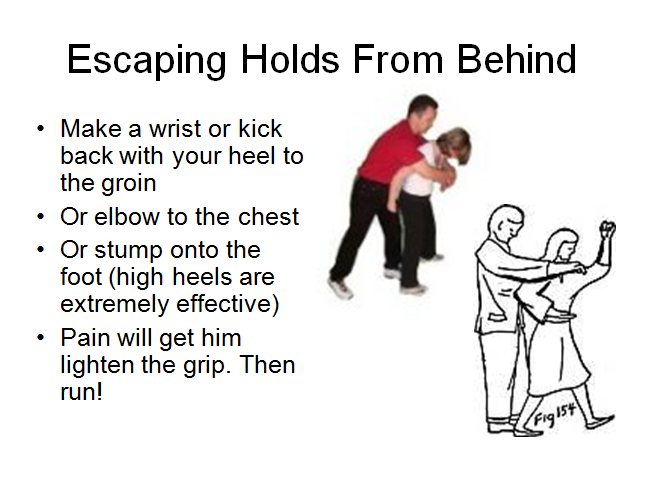 Escaping Holds From Behind
• Make a wrist or kick
back with your heel to
the groin
• Or elbow to the chest
• Or stump onto the
foot (high heels are
extremely effective)
• Pain will get him
lighten the grip. Then
run!
Fig 154